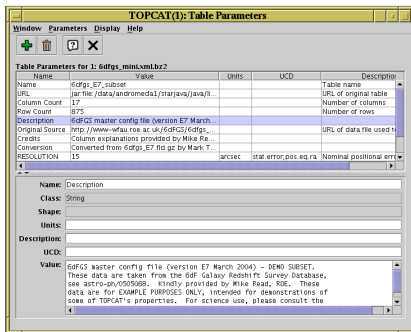 TOPCAT(1): Table Parameters
Window Parameters Display Help
Table Parameters for 1: 6dfgs_mini.xml.bz2
Name Value Units UCD Description
Name 6dfgs_E7_subset Table name
URL jar:file:/data/andromeda1/starjava/java/li... URL of original table
Column Count 17 Number of columns
Row Count 875 Number of rows
Description 6dFGS master config file (version E7 March...
Original Source http://www-wfau.roe.ac.uk/6dFGS/6dfgs_... URL of data file used t
Credits Column explanations provided by Mike Re...
Conversion Converted from 6dfgs_E7.fld.gz by Mark T...
RESOLUTION 15 arcsec stat.error;pos.eq.ra Nominal positional err
Name: Description
Class: String
Shape:
Units:
Description:
UCD:
Value: 6dFGS master config file (version E7 March 2004) - DEMO SUBSET.
These data are taken from the 6dF Galaxy Redshift Survey Database,
see astro-ph/0505068. Kindly provided by Mike Read, ROE. These
data are for EXAMPLE PURPOSES ONLY, intended for demonstrations of
some of TOPCAT's properties. For science use, please consult the